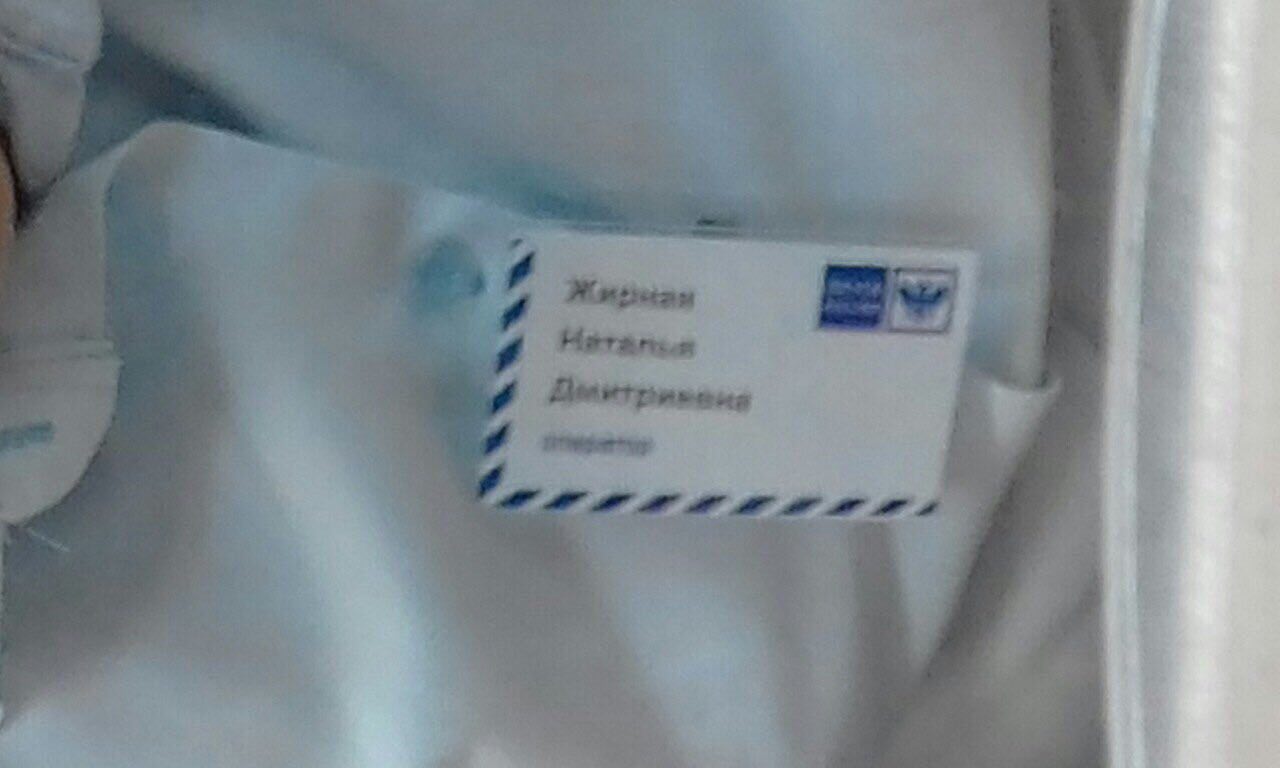 Жирная
Наталья
Дмитриевна
оператор